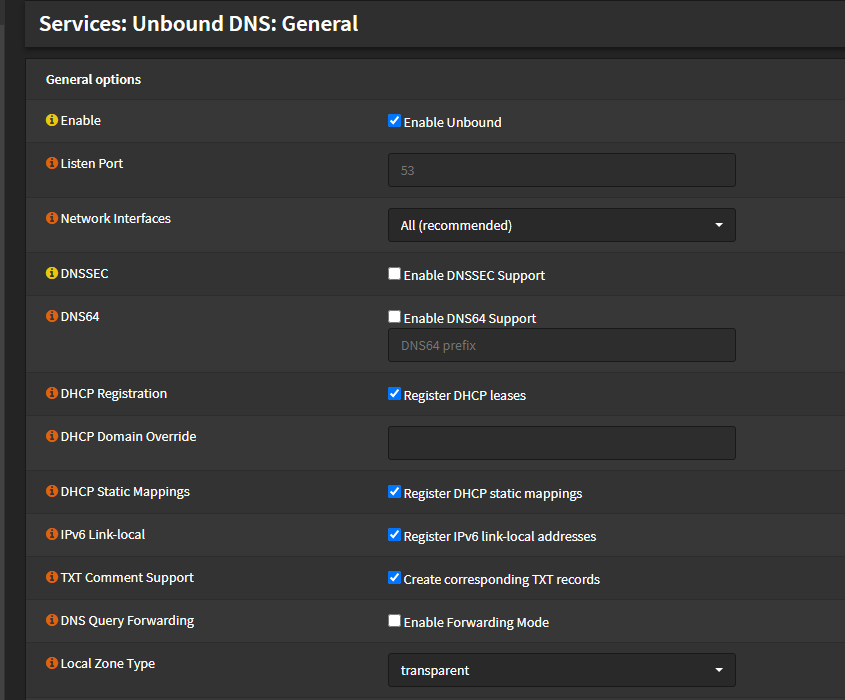 Services: Unbound DNS: General
General options
Enable
Enable Unbound
Listen Port
53
Network Interfaces
All (recommended)
DNSSEC
Enable DNSSEC Support
DNS64
Enable DNS64 Support
DNS64 prefix
DHCP Registration
Register DHCP leases
DHCP Domain Override
DHCP Static Mappings
Register DHCP static mappings
IPv6 Link-local
Register IPv6 link-local addresses
TXT Comment Support
Create corresponding TXT records
DNS Query Forwarding
Enable Forwarding Mode
Local Zone Type
transparent